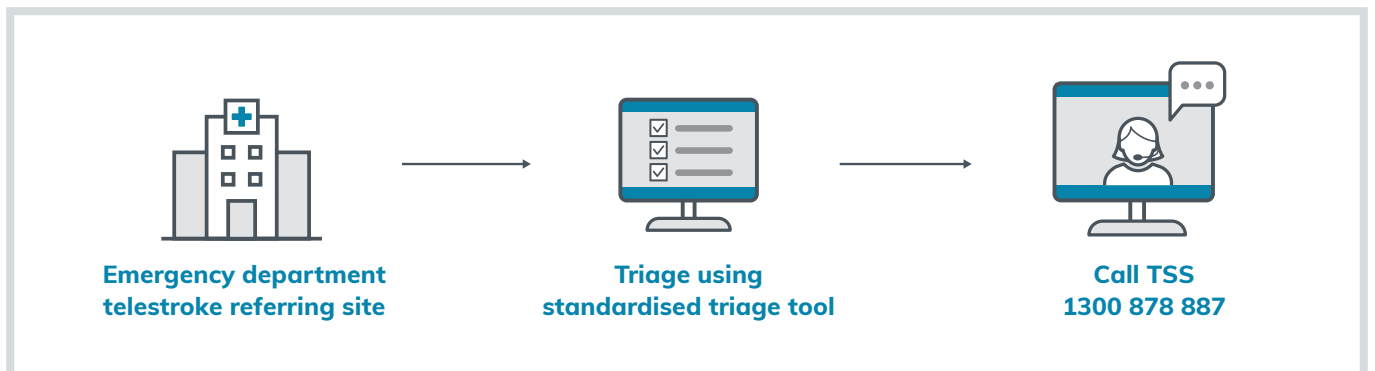 Emergency department
telestroke referring site
Triage using
standardised triage tool
Call TSS
1300 878 887